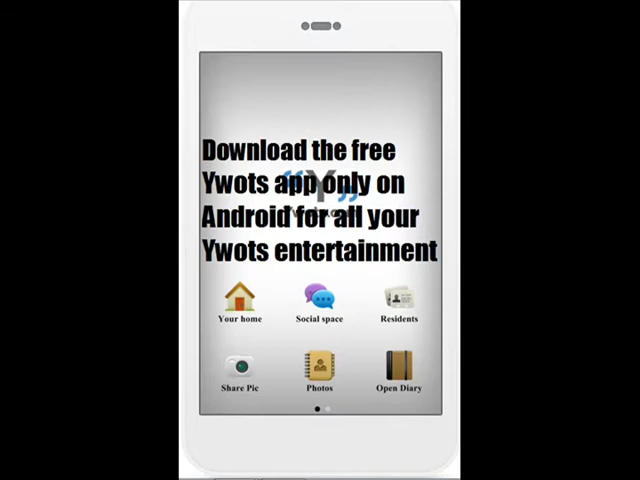 Download the free
Ywots app only on
Android for all your
Ywots entertainment
Your home
Social space
Residents
Share Pic
Photos
Open Diary